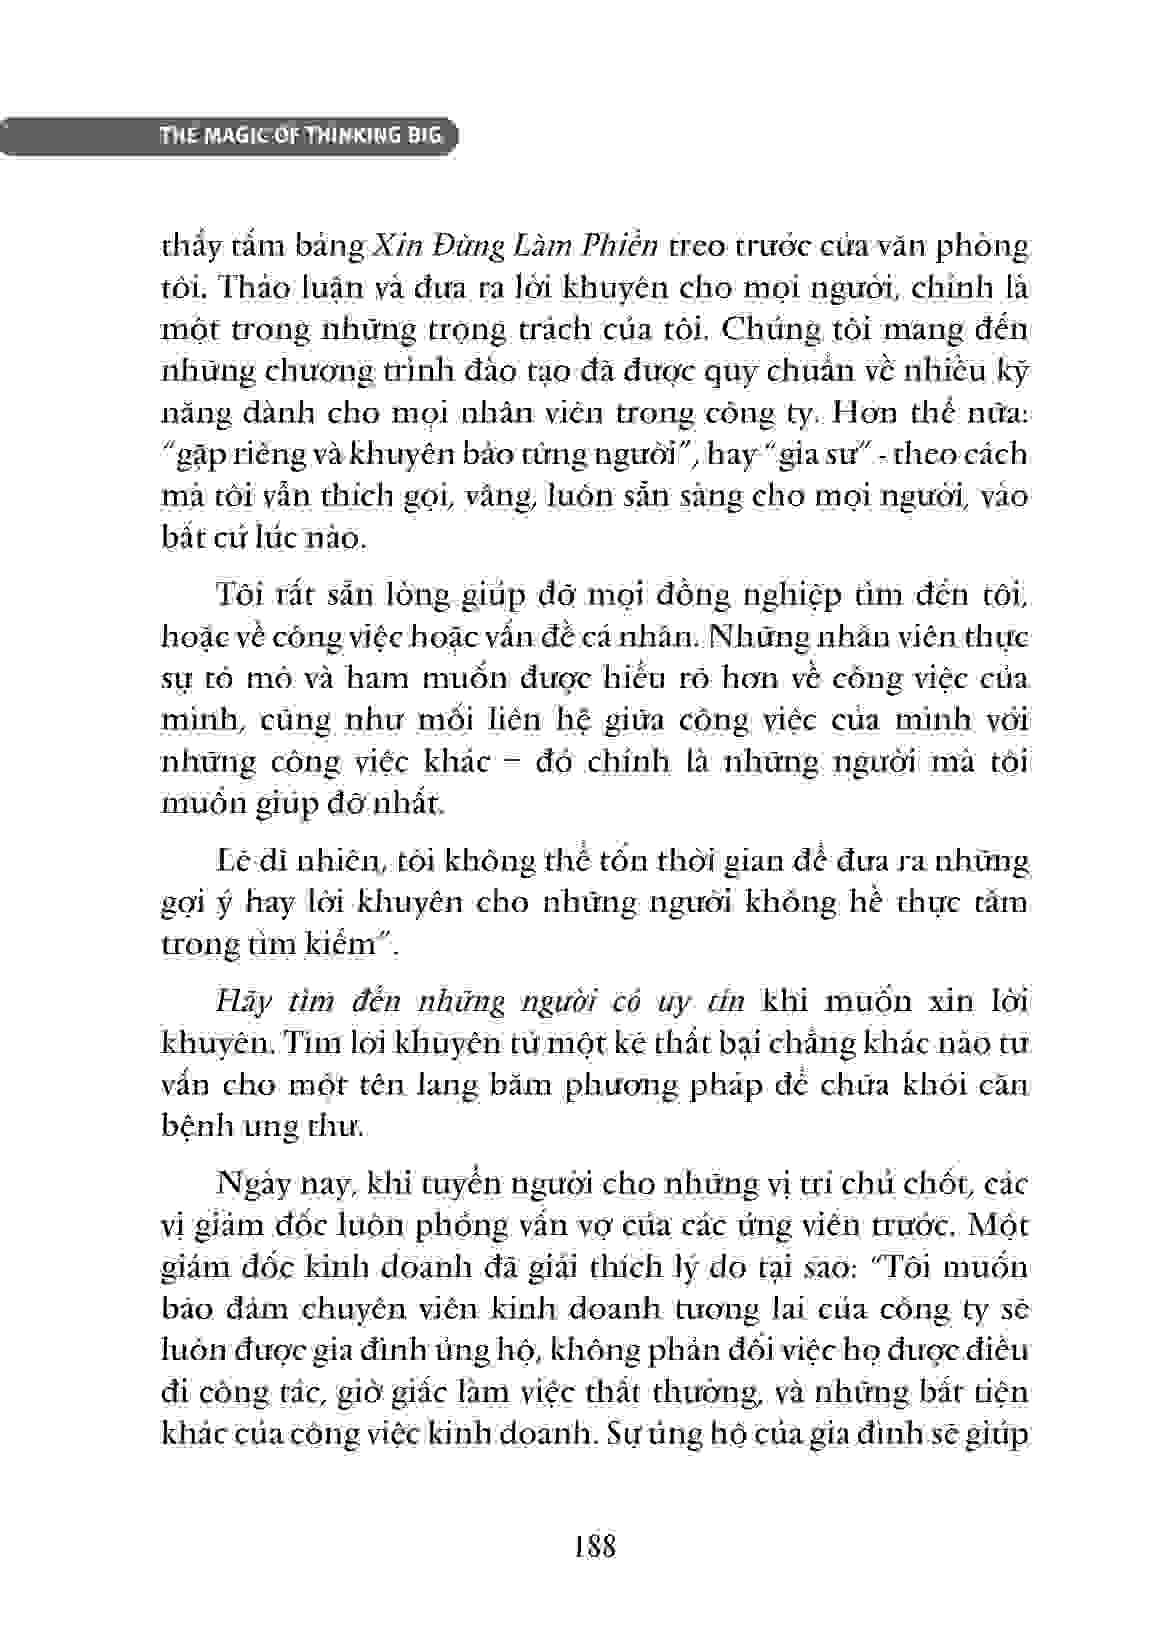 THE MAGIC OF THINKING BIG
thấy tấm bảng Xin Đừng Làm Phiền treo trước cửa văn phòng
tôi. Thảo luận và đưa ra lời khuyên cho mọi người, chính là
một trong những trọng trách của tôi. Chúng tôi mang đến
những chương trình đào tạo đã được quy chuẩn về nhiều kỹ
năng dành cho mọi nhân viên trong công ty. Hơn thế nữa:
“gặp riêng và khuyên bảo từng người”, hay “gia sư” - theo cách
mà tôi vẫn thích gọi, vâng, luôn sẵn sàng cho mọi người, vào
bất cứ lúc nào.
Tôi rất sẵn lòng giúp đỡ mọi đồng nghiệp tìm đến tôi,
hoặc về công việc hoặc vấn đề cá nhân. Những nhân viên thực
sự tò mò và ham muốn được hiểu rõ hơn về công việc của
mình, cũng như mối liên hệ giữa công việc của mình với
những công việc khác – đó chính là những người mà tôi
muốn giúp đỡ nhất.
Lẽ dĩ nhiên, tôi không thể tốn thời gian để đưa ra những
gợi ý hay lời khuyên cho những người không hề thực tâm
trong tìm kiếm”.
Hãy tìm đến những người có uy tín khi muốn xin lời
khuyên. Tìm lời khuyên từ một kẻ thất bại chẳng khác nào tư
vấn cho một tên lang băm phương pháp để chữa khỏi căn
bệnh ung thư.
Ngày nay, khi tuyển người cho những vị trí chủ chốt, các
vị giám đốc luôn phỏng vấn vợ của các ứng viên trước. Một
giám đốc kinh doanh đã giải thích lý do tại sao: “Tôi muốn
bảo đảm chuyên viên kinh doanh tương lai của công ty sẽ
luôn được gia đình ủng hộ, không phản đối việc họ được điều
đi công tác, giờ giấc làm việc thất thường, và những bất tiện
khác của công việc kinh doanh. Sự ủng hộ của gia đình sẽ giúp
188